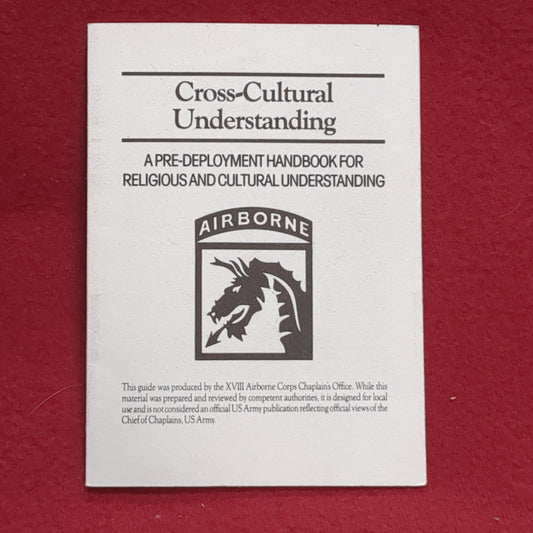 Cross-Cultural
Understanding
A PRE-DEPLOYMENT HANDBOOK FOR
RELIGIOUS AND CULTURAL UNDERSTANDING
AIRBORNE
This guide was produced by the XVIII Airborne Corps Chaplain's Office. While this
material was prepared and reviewed by competent authorities, it is designed for local
use and is not considered an official US Army publication reflecting official views of the
Chief of Chaplains, US Army.